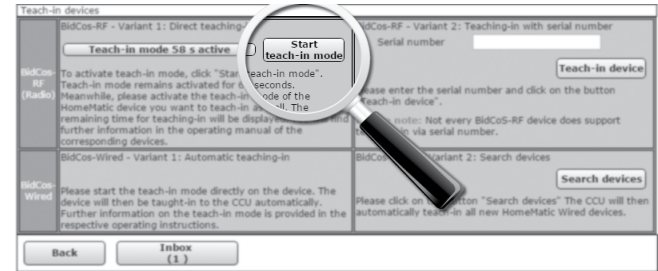 Teach-in devices
BidCos-RF - Variant 1: Direct teaching-
Teach-in mode 58 s active
Start
teach-in mode
BidCos-
RF
(Radio)
To activate teach-in mode, click "Start teach-in mode".
Teach-in mode remains activated for 6 seconds.
Meanwhile, please activate the teach-in mode of the
HomeMatic device you want to teach-in as well. The
remaining time for teaching-in will be displayed find
further information in the operating manual of the
corresponding devices.
BidCos-RF - Variant 2: Teaching-in with serial number
Serial number
Teach-in device
Please enter the serial number and click on the button
"Teach-in device".
note: Not every BidCoS-RF device does support
teach-in via serial number.
BidCos-
Wired
BidCos-Wired - Variant 1: Automatic teaching-in
Please start the teach-in mode directly on the device. The
device will then be taught-in to the CCU automatically.
Further information on the teach-in mode is provided in the
respective operating instructions.
BidCos- Variant 2: Search devices
Search devices
Please click on button "Search devices" The CCU will then
automatically teach-in all new HomeMatic Wired devices.
Back
Inbox
(1)